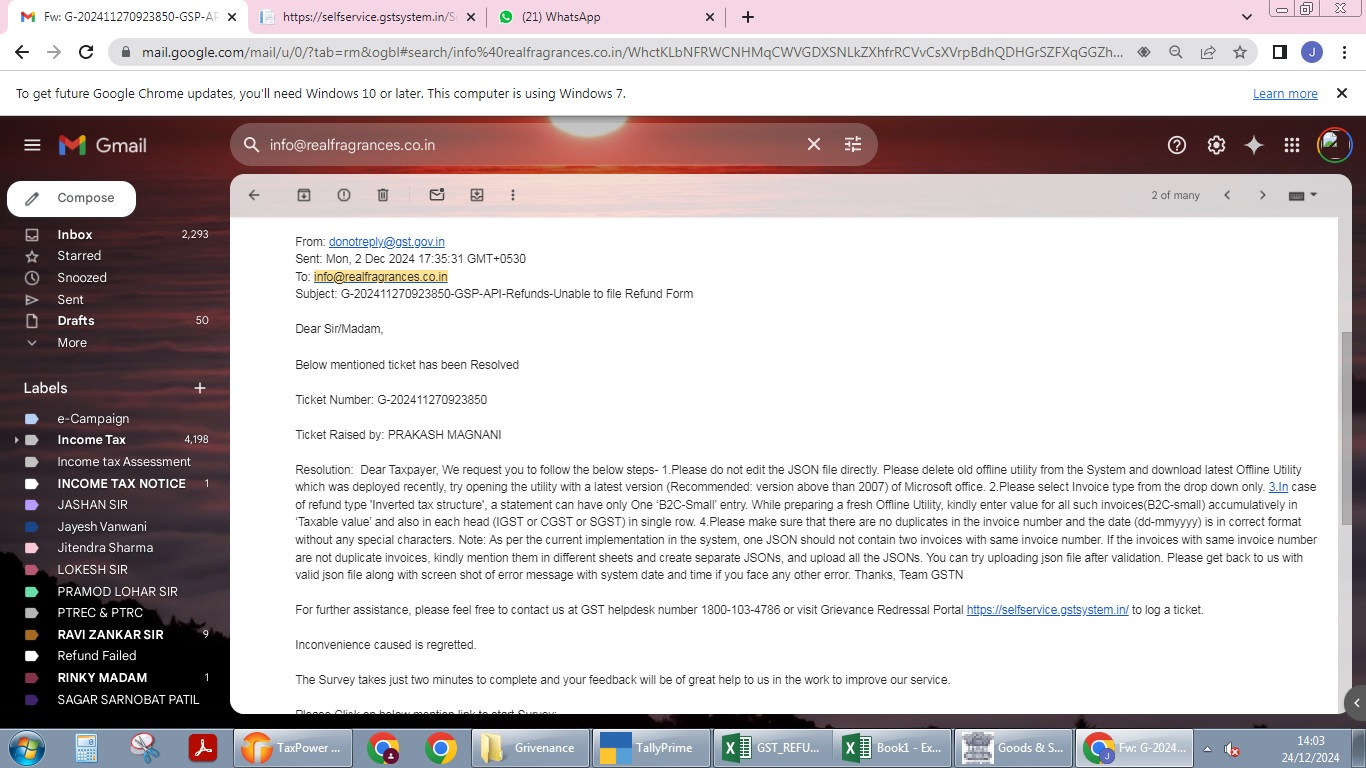 Fw: G-202411270923850-GSP-AP
https://selfservice.gstsystem.in/S
(21) WhatsApp
mail.google.com/mail/u/0/?tab=rm&ogbl#search/info%40realfragrances.co.in/WhctKLbNFRWCNHMqCWVGDXSNLkZXhfrRCVvCsXVrpBdhQDHGrSZFXqGGZh...
J
To get future Google Chrome updates, you'll need Windows 10 or later. This computer is using Windows 7.
Learn more
Gmail
info@realfragrances.co.in
Compose
2 of many
Inbox 2,293
Starred
Snoozed
Sent
Drafts 50
More
Labels
e-Campaign
Income Tax 4,198
Income tax Assessment
INCOME TAX NOTICE 1
JASHAN SIR
Jayesh Vanwani
Jitendra Sharma
LOKESH SIR
PRAMOD LOHAR SIR
PTREC & PTRC
RAVI ZANKAR SIR 9
Refund Failed
RINKY MADAM 1
SAGAR SARNOBAT PATIL
From: donotreply@gst.gov.in
Sent: Mon, 2 Dec 2024 17:35:31 GMT+0530
To: info@realfragrances.co.in
Subject: G-202411270923850-GSP-API-Refunds-Unable to file Refund Form
Dear Sir/Madam,
Below mentioned ticket has been Resolved
Ticket Number: G-202411270923850
Ticket Raised by: PRAKASH MAGNANI
Resolution:  Dear Taxpayer, We request you to follow the below steps- 1.Please do not edit the JSON file directly. Please delete old offline utility from the System and download latest Offline Utility
which was deployed recently, try opening the utility with a latest version (Recommended: version above than 2007) of Microsoft office. 2.Please select Invoice type from the drop down only. 3.In case
of refund type 'Inverted tax structure', a statement can have only One ‘B2C-Small’ entry. While preparing a fresh Offline Utility, kindly enter value for all such invoices(B2C-small) accumulatively in
‘Taxable value’ and also in each head (IGST or CGST or SGST) in single row. 4.Please make sure that there are no duplicates in the invoice number and the date (dd-mmyyyy) is in correct format
without any special characters. Note: As per the current implementation in the system, one JSON should not contain two invoices with same invoice number. If the invoices with same invoice number
are not duplicate invoices, kindly mention them in different sheets and create separate JSONs, and upload all the JSONs. You can try uploading json file after validation. Please get back to us with
valid json file along with screen shot of error message with system date and time if you face any other error. Thanks, Team GSTN
For further assistance, please feel free to contact us at GST helpdesk number 1800-103-4786 or visit Grievance Redressal Portal https://selfservice.gstsystem.in/ to log a ticket.
Inconvenience caused is regretted.
The Survey takes just two minutes to complete and your feedback will be of great help to us in the work to improve our service.
Please Click on below mention link to start Survey:
TaxPower ...
Grivenance
TallyPrime
GST_REFU...
Book1 - Ex...
Goods & S...
Fw: G-2024...
14:03
24/12/2024